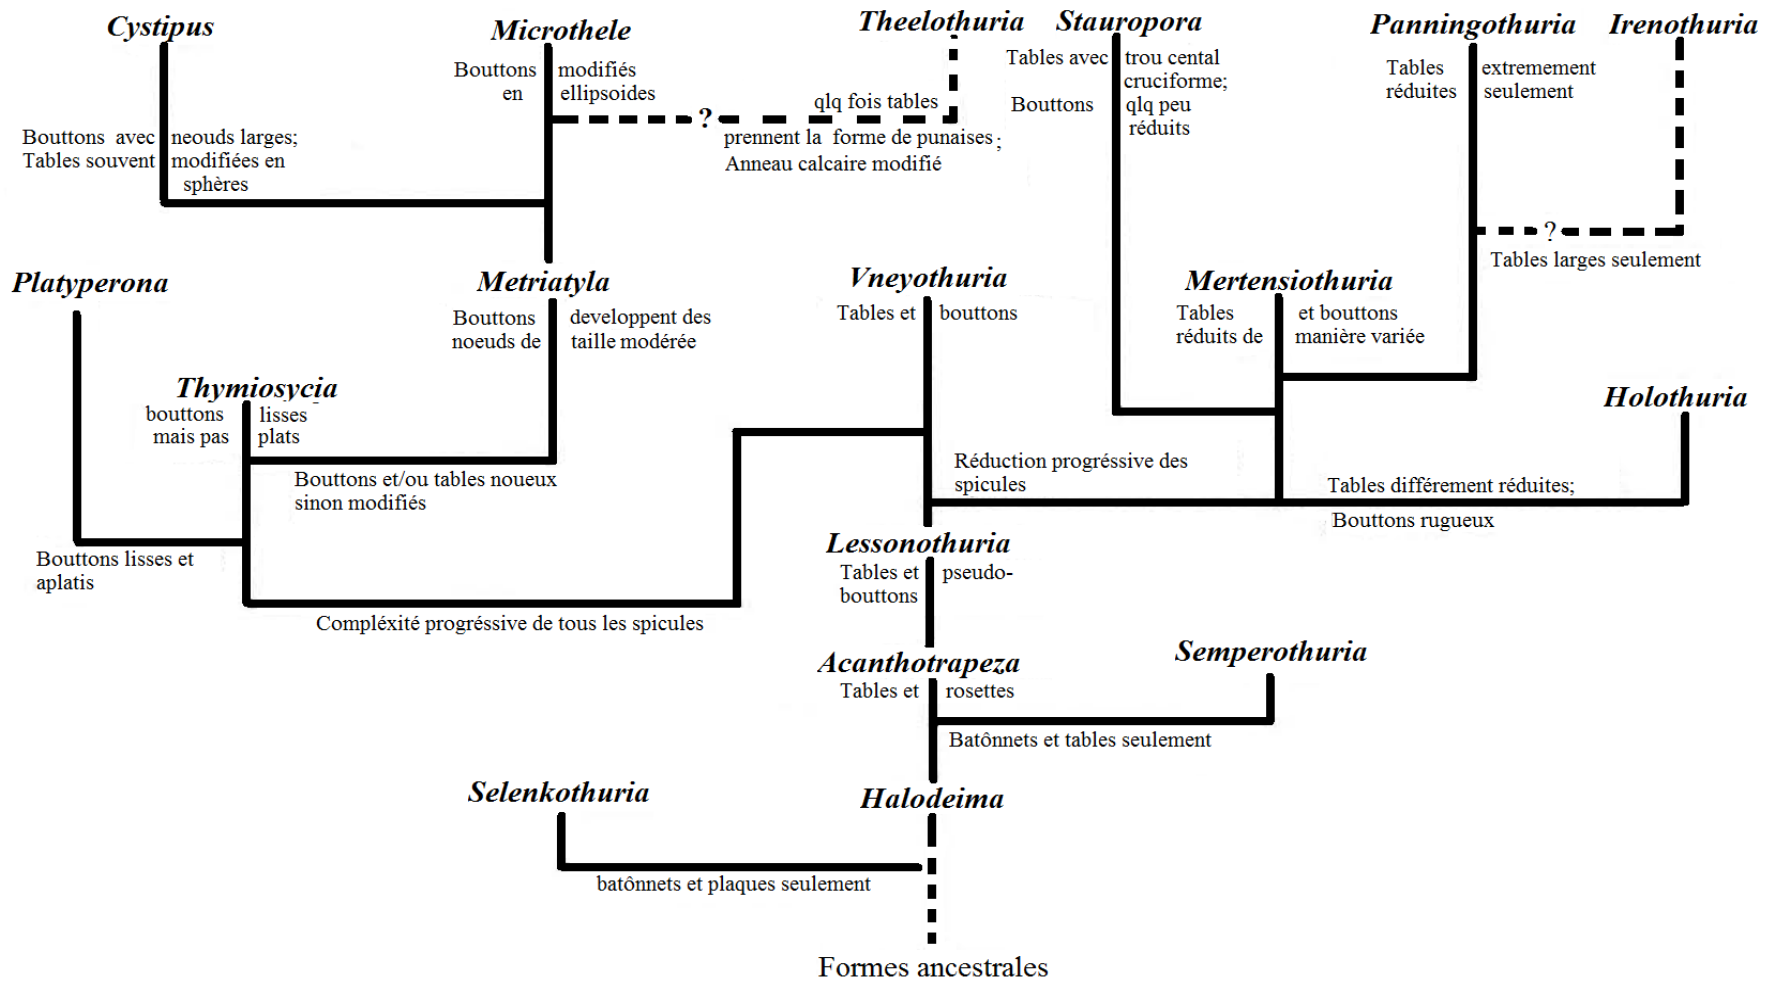 Cystipus
Microthele
Theelothuria
Stauropora
Panningothuria
Irenothuria
Bouttons modifiés
en ellipsoides
qlq fois tables
prennent la forme de punaises ;
Anneau calcaire modifié
Tables avec trou cental
cruciforme;
Bouttons qlq peu
réduits
Tables extremement
réduites seulement
Bouttons avec neouds larges;
Tables souvent modifiées en
sphères
?
?
Tables larges seulement
Platyperona
Metriatyla
Vneyothuria
Mertensiothuria
Bouttons developpent des
noeuds de taille modérée
Tables et bouttons
Tables et bouttons
réduits de manière variée
Thymiosycia
bouttons lisses
mais pas plats
Holothuria
Bouttons et/ou tables noueux
sinon modifiés
Réduction progréssive des
spicules
Tables différement réduites;
Bouttons rugueux
Bouttons lisses et
aplatis
Lessonothuria
Tables et pseudo-
bouttons
Compléxité progréssive de tous les spicules
Acanthotrapeza
Tables et rosettes
Semperothuria
Batônnets et tables seulement
Selenkothuria
Halodeima
batônnets et plaques seulement
Formes ancestrales